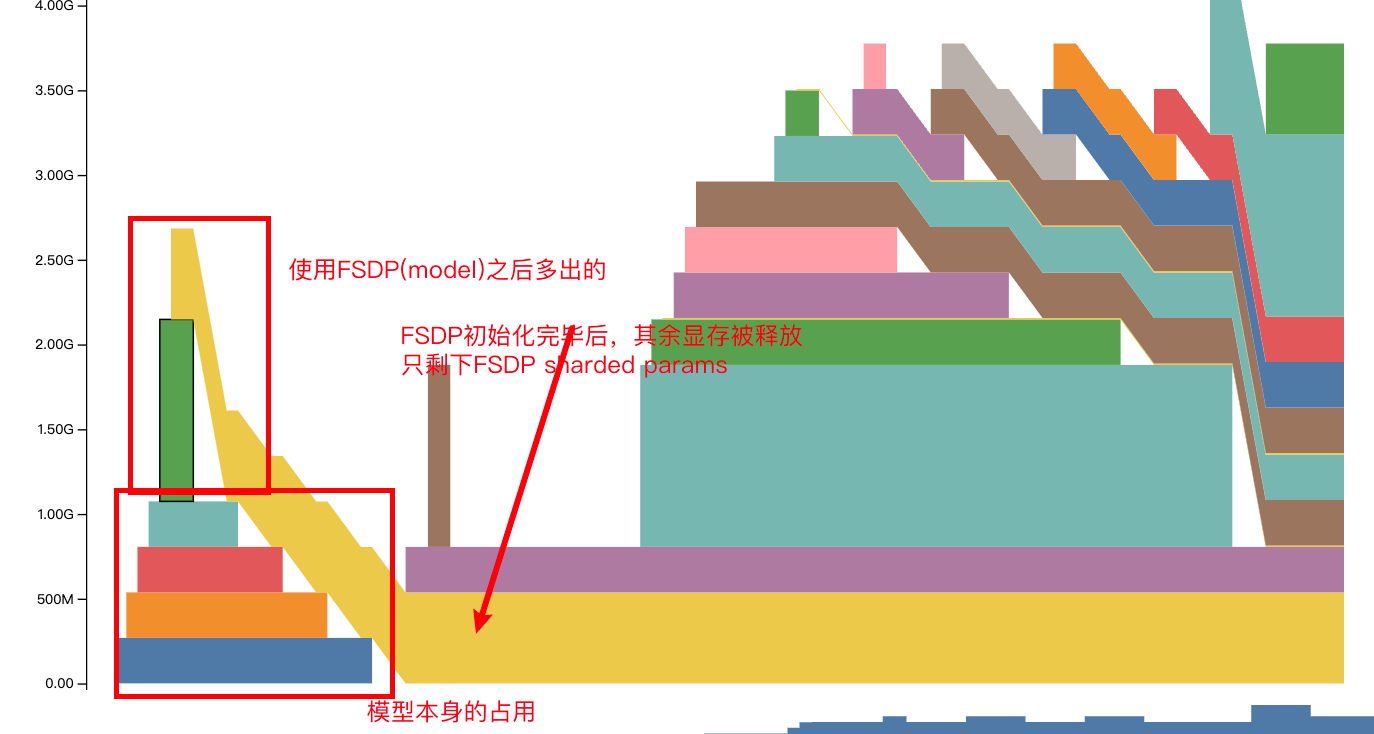 4.00G
3.50G
3.00G
2.50G
2.00G
1.50G
1.00G
500M
0.00
使用FSDP(model)之后多出的
FSDP初始化完毕后，其余显存被释放
只剩下FSDP sharded params
模型本身的占用